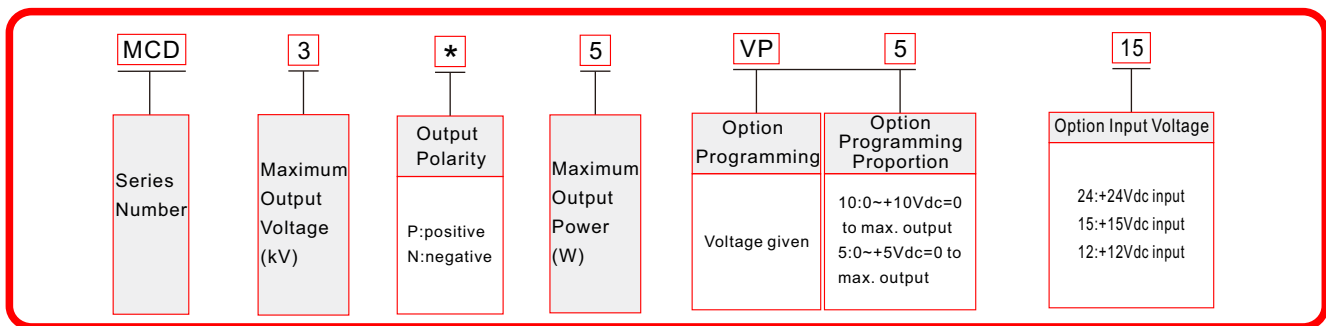 MCD
3
*
5
VP
5
15
Series
Number
Maximum
Output
Voltage
(kV)
Output
Polarity
P:positive
N:negative
Maximum
Output
Power
(W)
Option
Programming
Voltage given
Option
Programming
Proportion
10:0~+10Vdc=0
to max. output
5:0~+5Vdc=0 to
max. output
Option Input Voltage
24:+24Vdc input
15:+15Vdc input
12:+12Vdc input